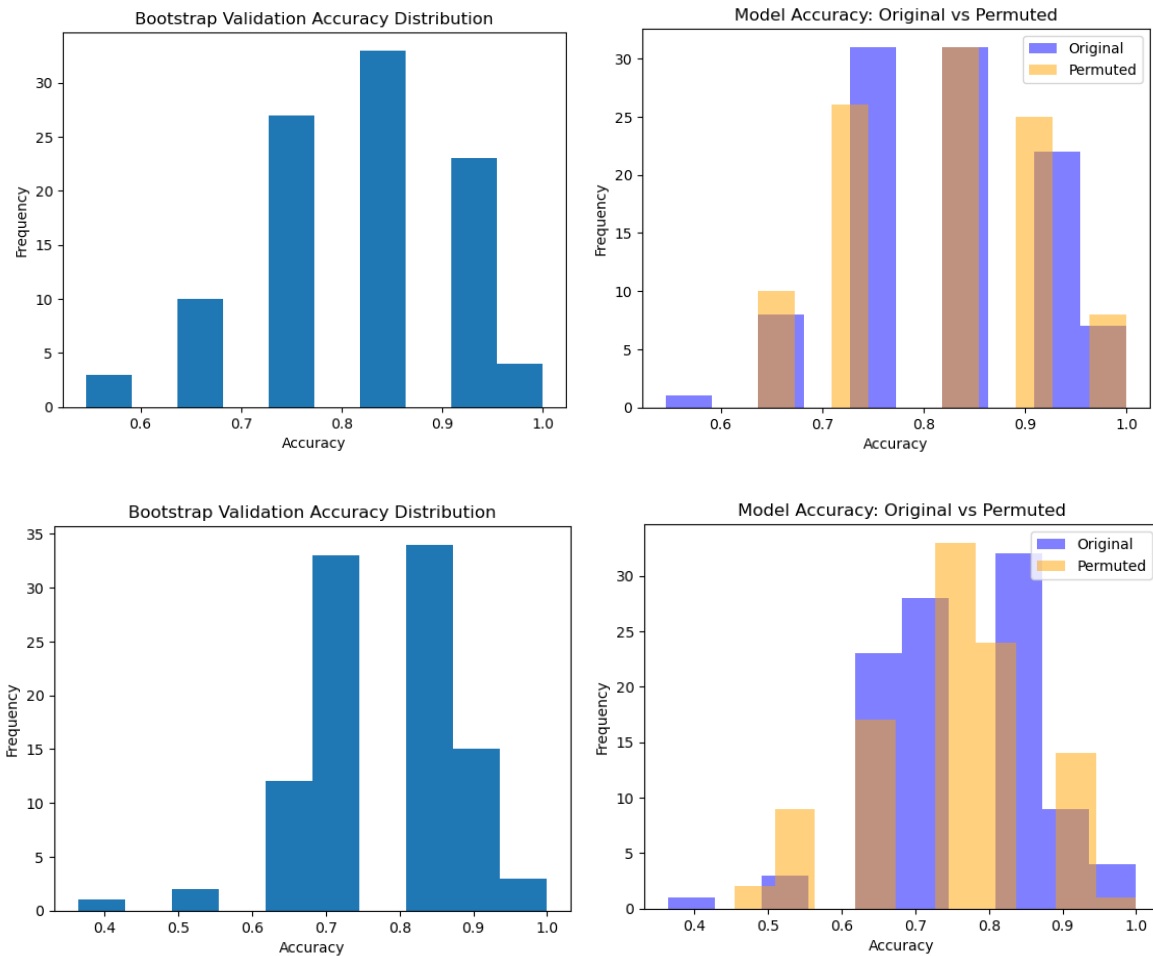 Bootstrap Validation Accuracy Distribution
Frequency
30
25
20
15
10
5
0
0.6 0.7 0.8 0.9 1.0
Accuracy
Model Accuracy: Original vs Permuted
Original
Permuted
Frequency
30
25
20
15
10
5
0
0.6 0.7 0.8 0.9 1.0
Accuracy
Bootstrap Validation Accuracy Distribution
Frequency
35
30
25
20
15
10
5
0
0.4 0.5 0.6 0.7 0.8 0.9 1.0
Accuracy
Model Accuracy: Original vs Permuted
Original
Permuted
Frequency
30
25
20
15
10
5
0
0.4 0.5 0.6 0.7 0.8 0.9 1.0
Accuracy